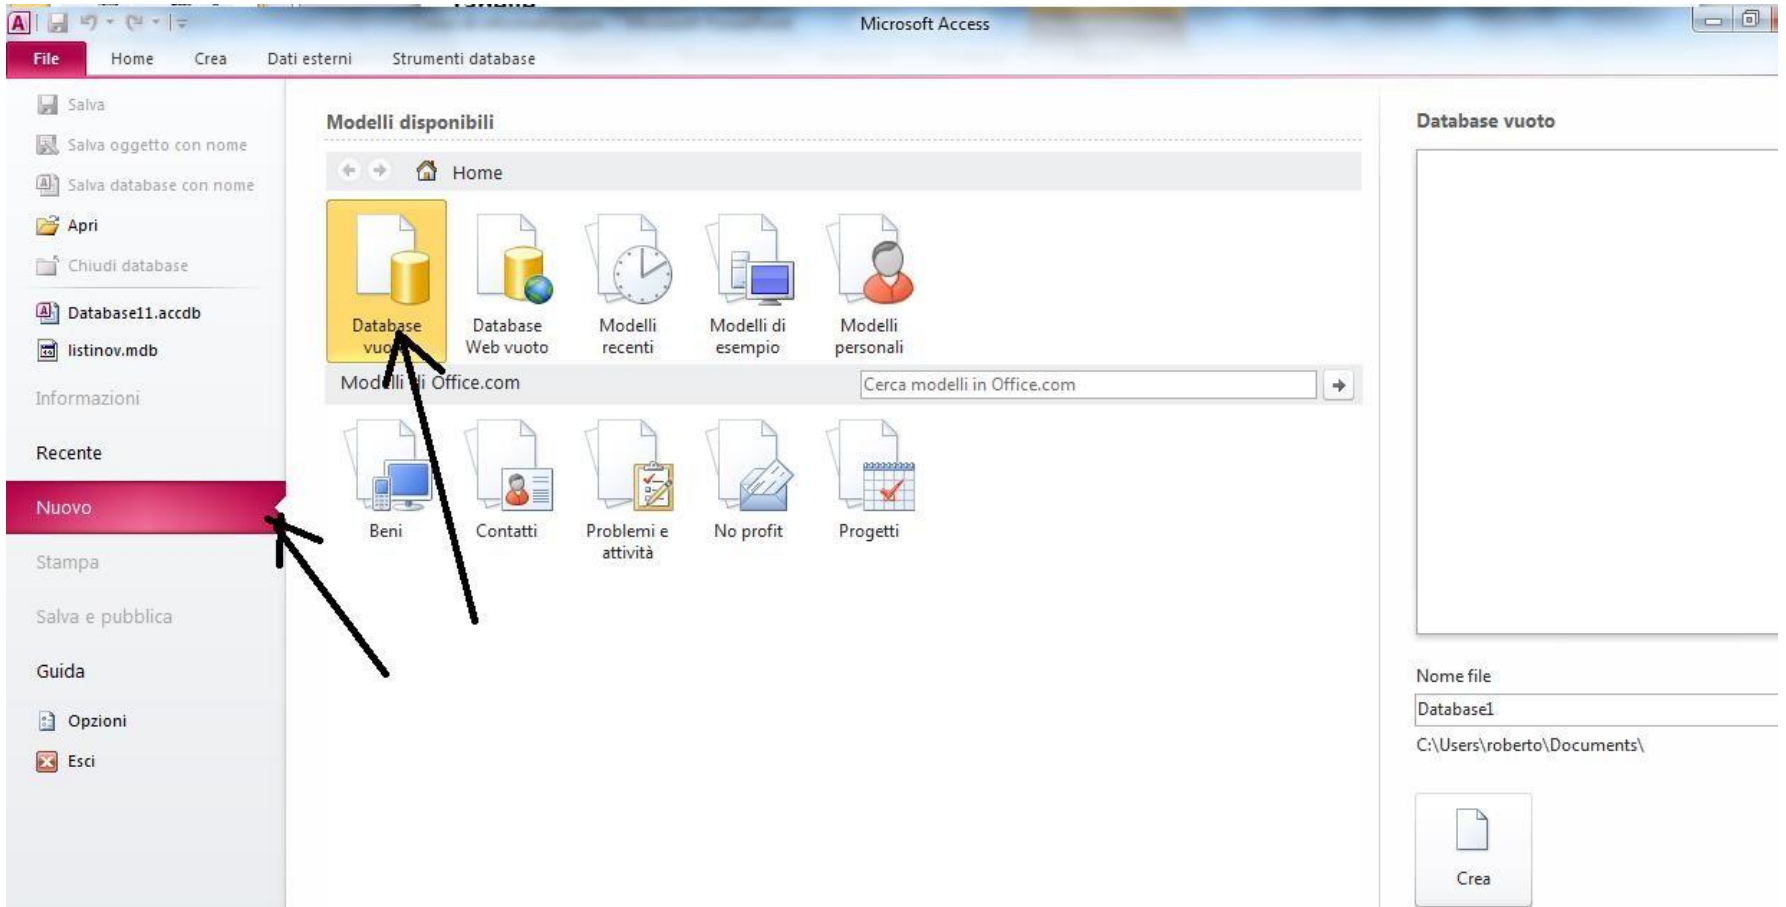 Microsoft Access
File Home Crea Dati esterni Strumenti database
Salva
Salva oggetto con nome
Salva database con nome
Apri
Chiudi database
Database11.accdb
listinov.mdb
Informazioni
Recente
Nuovo
Stampa
Salva e pubblica
Guida
Opzioni
Esci
Modelli disponibili
Home
Database
Database
Web vuoto
Modelli
recenti
Modelli di
esempio
Modelli
personali
Modelli di Office.com
Cerca modelli in Office.com
Beni
Contatti
Problemi e
attività
No profit
Progetti
Database vuoto
Nome file
Database1
C:\Users\roberto\Documents\
Crea